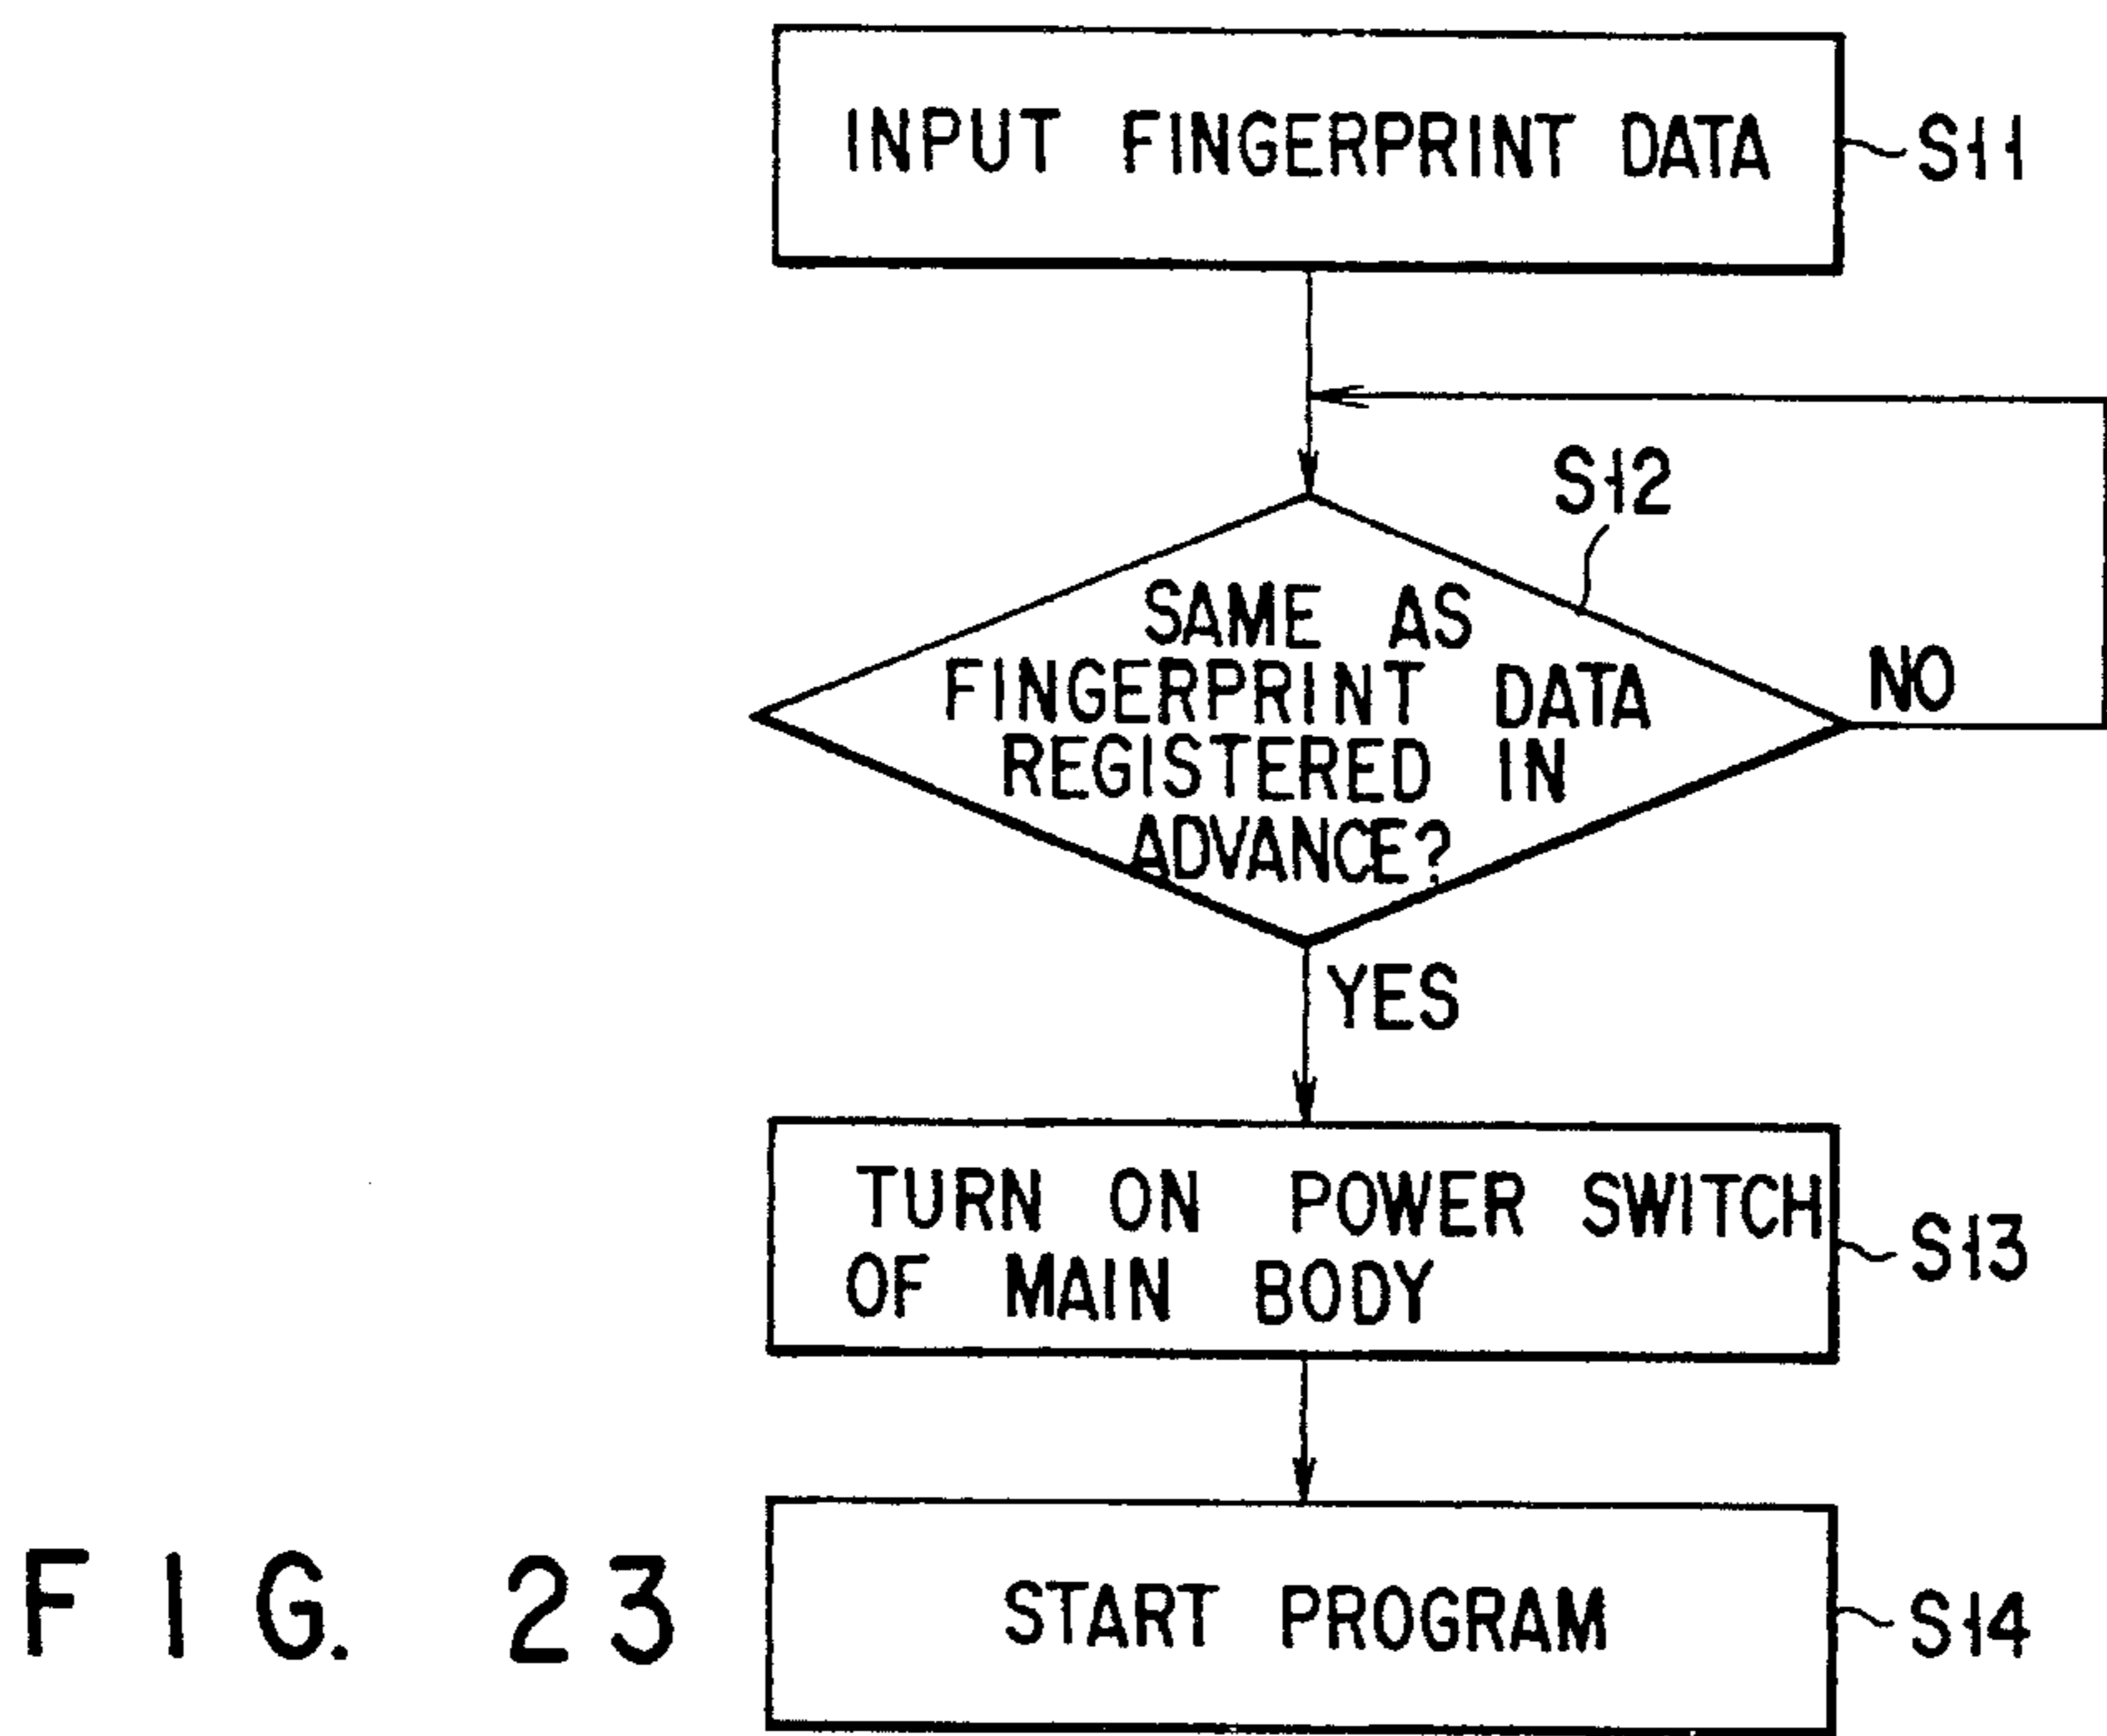 INPUT FINGERPRINT DATA
S11
S12
SAME AS
FINGERPRINT DATA
REGISTERED IN
ADVANCE?
NO
YES
TURN ON POWER SWITCH
OF MAIN BODY
S13
START PROGRAM
S14
FIG. 23